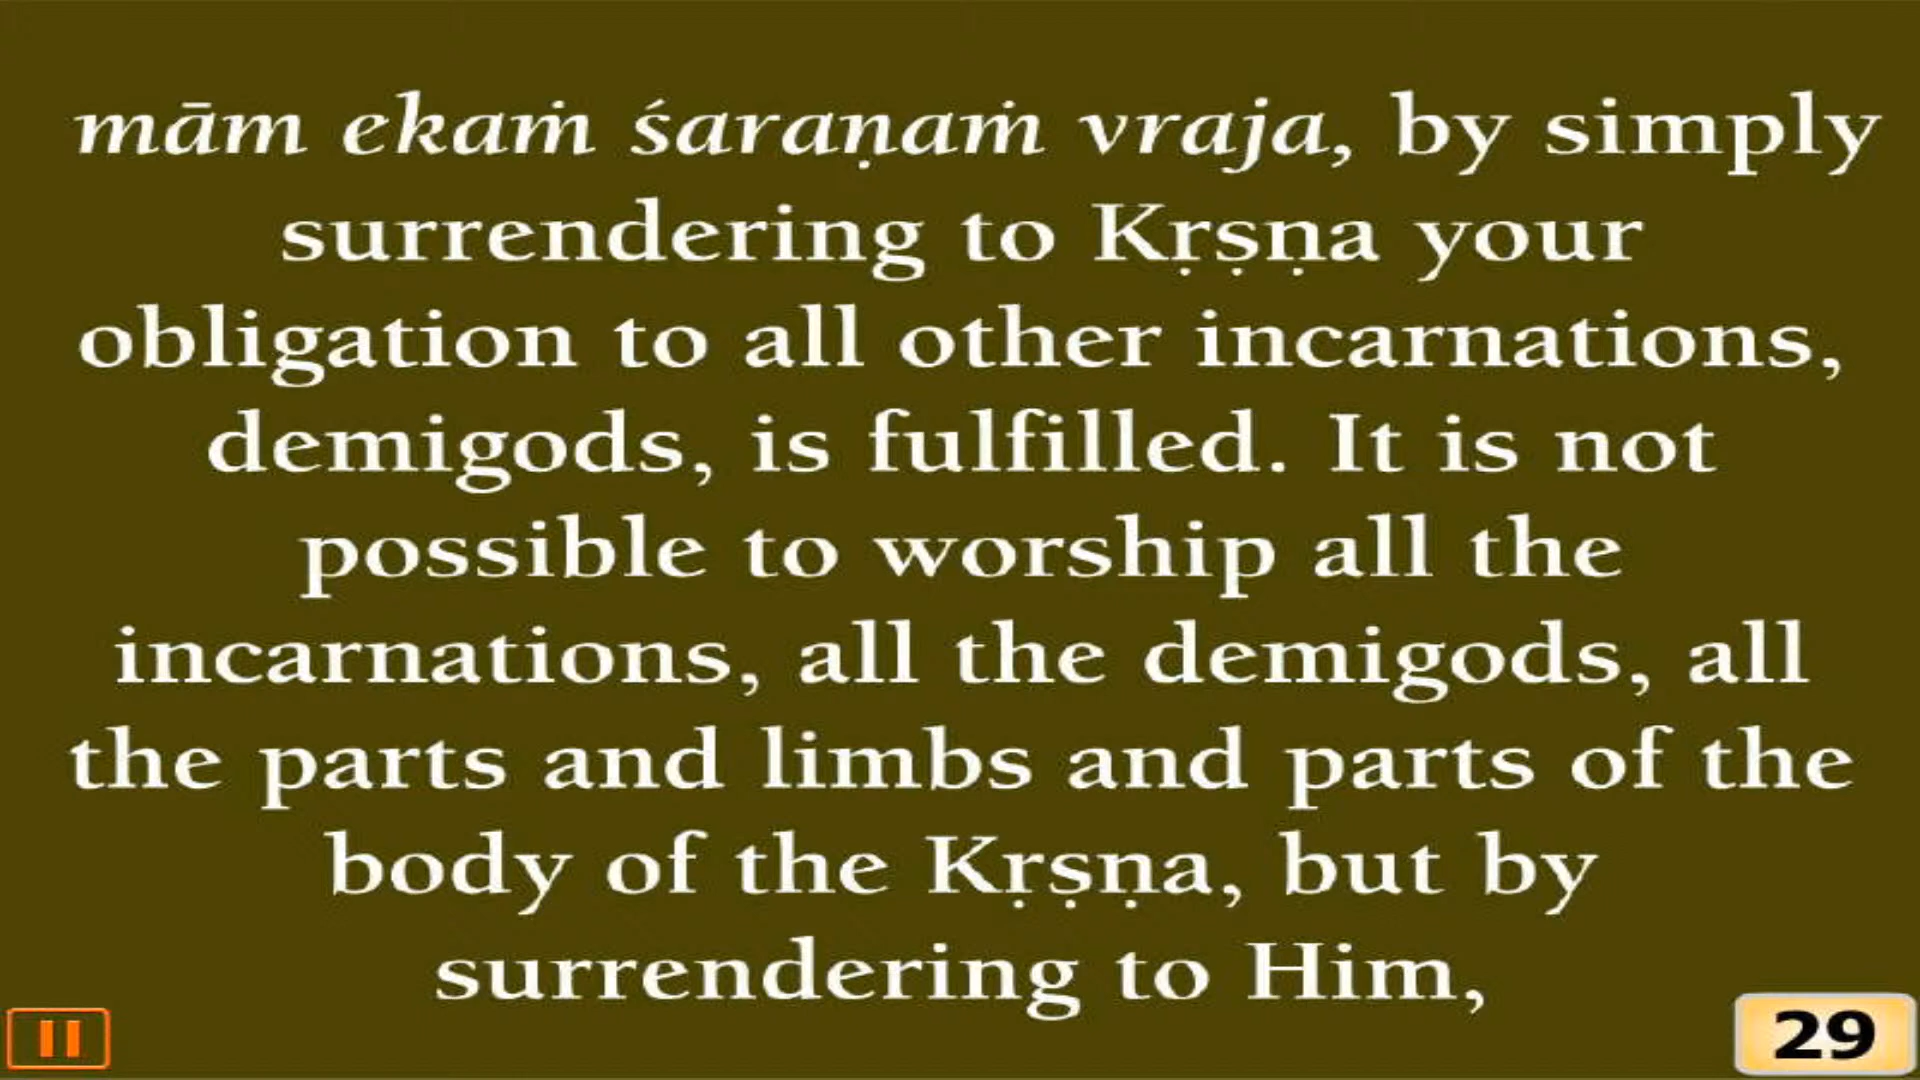 mām ekaṁ śaraṇaṁ vraja, by simply
surrendering to Kṛṣṇa your
obligation to all other incarnations,
demigods, is fulfilled. It is not
possible to worship all the
incarnations, all the demigods, all
the parts and limbs and parts of the
body of the Kṛṣṇa, but by
surrendering to Him,
29